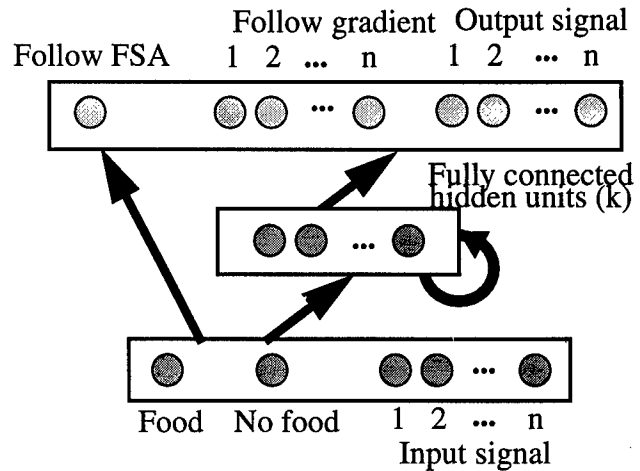 Follow gradient Output signal
Follow FSA 1 2 ... n 1 2 ... n
...
...
Fully connected
hidden units (k)
...
...
Food No food 1 2 ... n
Input signal